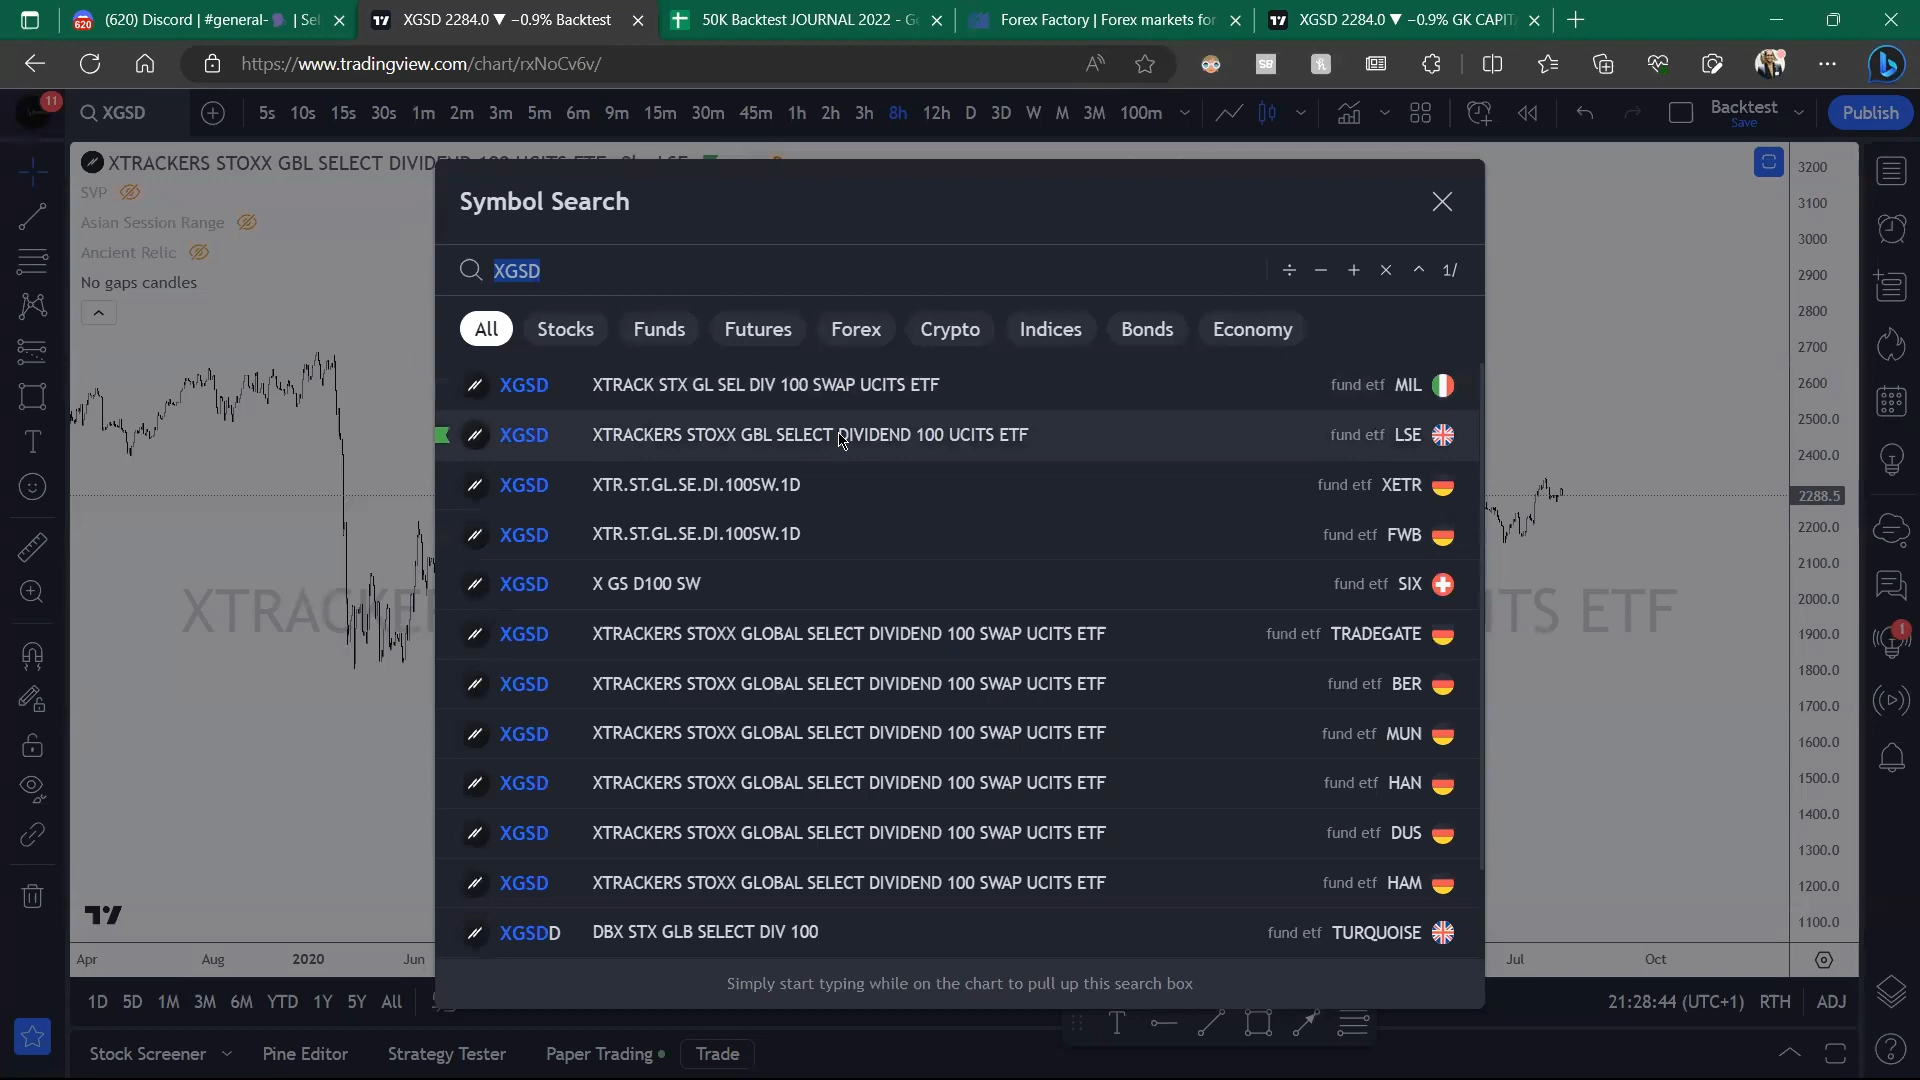 (620) Discord | #general- | Sel
XGSD 2284.0 ▼ −0.9% Backtest
50K Backtest JOURNAL 2022 - G
Forex Factory | Forex markets for
XGSD 2284.0 ▼ −0.9% GK CAPIT
https://www.tradingview.com/chart/rxNoCv6v/
11
XGSD
5s 10s 15s 30s 1m 2m 3m 5m 6m 9m 15m 30m 45m 1h 2h 3h 8h 12h D 3D W M 3M 100m
Backtest
Save
Publish
XTRACKERS STOXX GBL SELECT DIVIDEND 100 UCITS ETF
SVP
Asian Session Range
Ancient Relic
No gaps candles
Symbol Search
XGSD
÷ − + × ^ 1/
All Stocks Funds Futures Forex Crypto Indices Bonds Economy
XGSD XTRACK STX GL SEL DIV 100 SWAP UCITS ETF fund etf MIL
XGSD XTRACKERS STOXX GBL SELECT DIVIDEND 100 UCITS ETF fund etf LSE
XGSD XTR.ST.GL.SE.DI.100SW.1D fund etf XETR
XGSD XTR.ST.GL.SE.DI.100SW.1D fund etf FWB
XGSD X GS D100 SW fund etf SIX
XGSD XTRACKERS STOXX GLOBAL SELECT DIVIDEND 100 SWAP UCITS ETF fund etf TRADEGATE
XGSD XTRACKERS STOXX GLOBAL SELECT DIVIDEND 100 SWAP UCITS ETF fund etf BER
XGSD XTRACKERS STOXX GLOBAL SELECT DIVIDEND 100 SWAP UCITS ETF fund etf MUN
XGSD XTRACKERS STOXX GLOBAL SELECT DIVIDEND 100 SWAP UCITS ETF fund etf HAN
XGSD XTRACKERS STOXX GLOBAL SELECT DIVIDEND 100 SWAP UCITS ETF fund etf DUS
XGSD XTRACKERS STOXX GLOBAL SELECT DIVIDEND 100 SWAP UCITS ETF fund etf HAM
XGSDD DBX STX GLB SELECT DIV 100 fund etf TURQUOISE
Simply start typing while on the chart to pull up this search box
XTRACKE
ITS ETF
3200
3100
3000
2900
2800
2700
2600
2500.0
2400.0
2288.5
2200.0
2100.0
2000.0
1900.0
1800.0
1700.0
1600.0
1500.0
1400.0
1300.0
1200.0
1100.0
1
Apr Aug 2020 Jun Jul Oct
1D 5D 1M 3M 6M YTD 1Y 5Y All
21:28:44 (UTC+1) RTH ADJ
Stock Screener Pine Editor Strategy Tester Paper Trading Trade